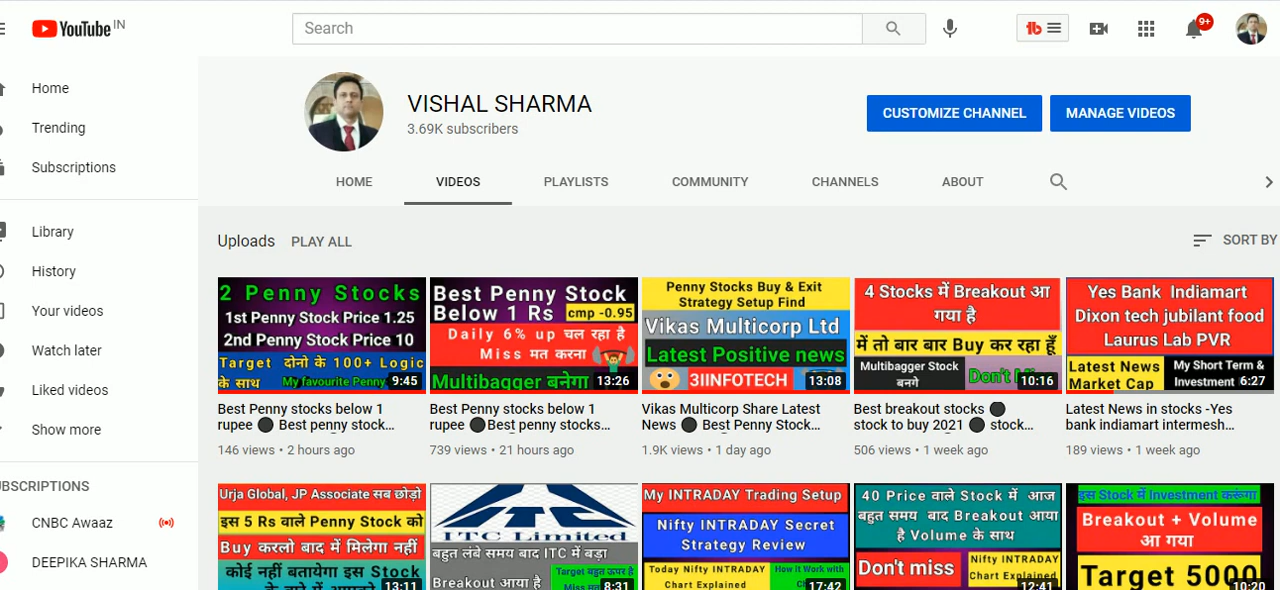 YouTube IN
Search
9+
Home
Trending
Subscriptions
Library
History
Your videos
Watch later
Liked videos
Show more
CNBC Awaaz
DEEPIKA SHARMA
VISHAL SHARMA
3.69K subscribers
CUSTOMIZE CHANNEL
MANAGE VIDEOS
HOME
VIDEOS
PLAYLISTS
COMMUNITY
CHANNELS
ABOUT
Uploads
PLAY ALL
SORT BY
2 Penny Stocks
1st Penny Stock Price 1.25
2nd Penny Stock Price 10
Target दोनो के 100+ Logic
के साथ
My favourite Penny
9:45
Best Penny stocks below 1
rupee ⚫ Best penny stock...
146 views • 2 hours ago
Best Penny Stock
Below 1 Rs
cmp -0.95
Daily 6% up चल रहा है
Miss मत करना
Multibagger बनेगा
13:26
Best Penny stocks below 1
rupee ⚫Best penny stocks...
739 views • 21 hours ago
Penny Stocks Buy & Exit
Strategy Setup Find
Vikas Multicorp Ltd
Latest Positive news
3IINFOTECH
13:08
Vikas Multicorp Share Latest
News ⚫ Best Penny Stock...
1.9K views • 1 day ago
4 Stocks में Breakout आ
गया है
में तो बार बार Buy कर रहा हूँ
Multibagger Stock
बनगे
Don't
10:16
Best breakout stocks ⚫
stock to buy 2021 ⚫ stock...
506 views • 1 week ago
Yes Bank Indiamart
Dixon tech jubilant food
Laurus Lab PVR
Latest News
Market Cap
My Short Term &
Investment
6:27
Latest News in stocks -Yes
bank indiamart intermesh...
189 views • 1 week ago
Urja Global, JP Associate सब छोड़ो
इस 5 Rs वाले Penny Stock को
Buy करलो बाद में मिलेगा नहीं
कोई नहीं बतायेगा इस Stock
13:11
ITC Limited
बहुत लंबे समय बाद ITC में बड़ा
Breakout आया है
Target बहुत ऊपर है
8:31
My INTRADAY Trading Setup
Nifty INTRADAY Secret
Strategy Review
Today Nifty INTRADAY
Chart Explained
How it Work with
17:42
40 Price वाले Stock में आज
बहुत समय बाद Breakout आया
है Volume के साथ
Don't miss
Nifty INTRADAY
Chart Explained
12:41
इस Stock में Investment करूंगा
Breakout + Volume
आ गया
Target 5000
10:20